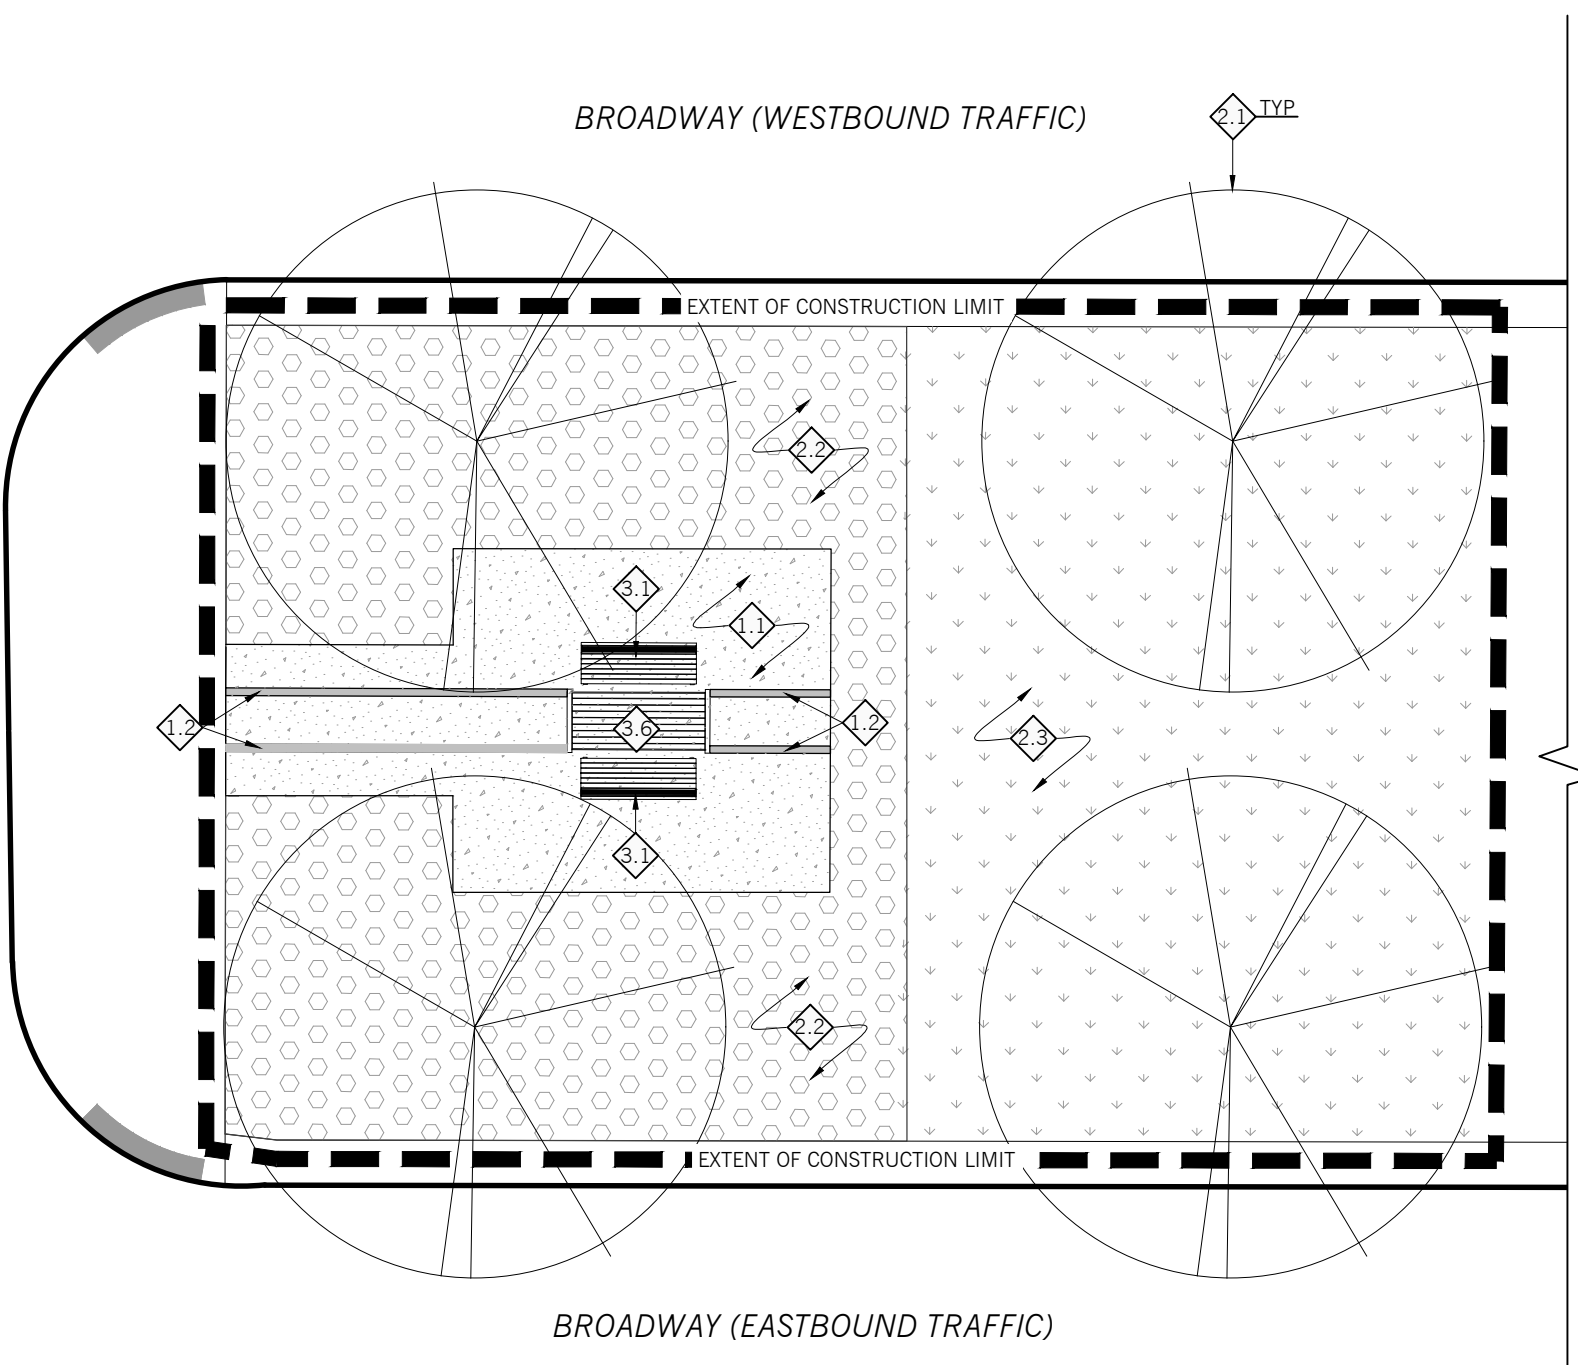 BROADWAY (WESTBOUND TRAFFIC)
2.1 TYP
EXTENT OF CONSTRUCTION LIMIT
2.2
3.1
1.1
1.2
3.6
1.2
2.3
3.1
2.2
EXTENT OF CONSTRUCTION LIMIT
BROADWAY (EASTBOUND TRAFFIC)